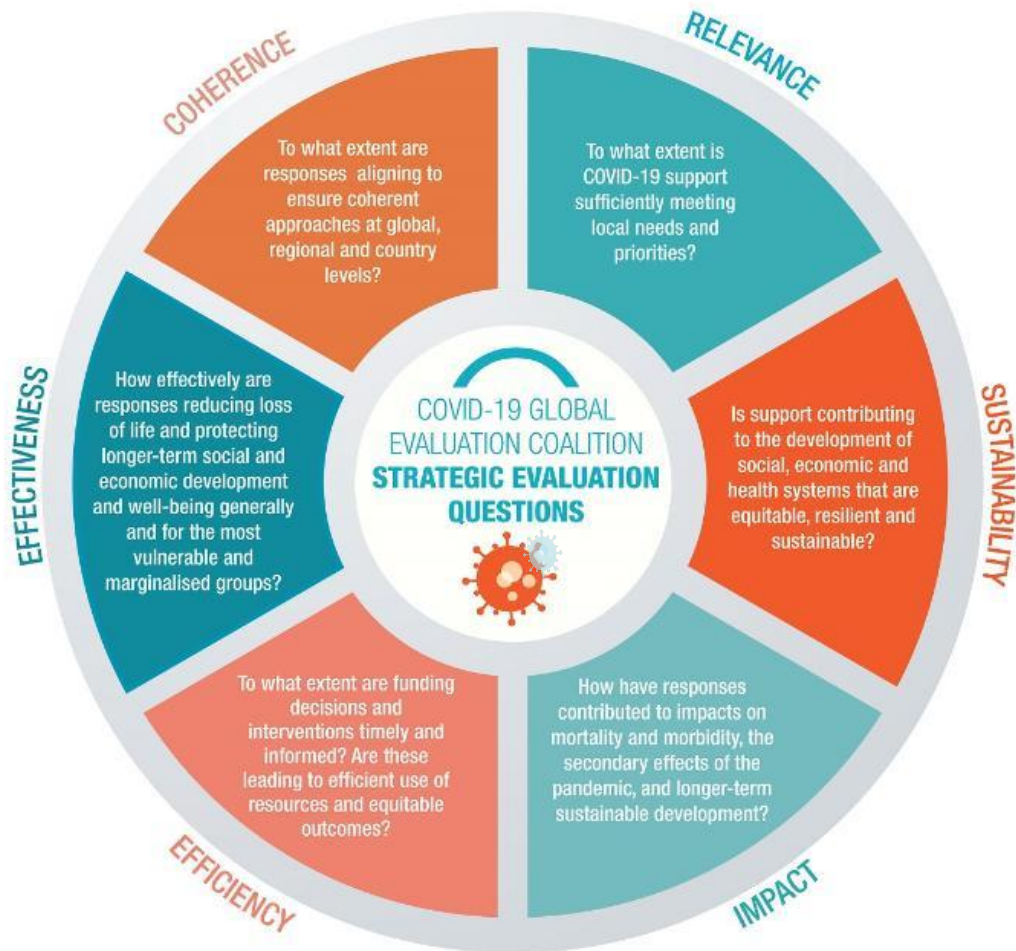 COHERENCE
To what extent are
responses aligning to
ensure coherent
approaches at global,
regional and country
levels?
RELEVANCE
To what extent is
COVID-19 support
sufficiently meeting
local needs and
priorities?
EFFECTIVENESS
How effectively are
responses reducing loss
of life and protecting
longer-term social and
economic development
and well-being generally
and for the most
vulnerable and
marginalised groups?
COVID-19 GLOBAL
EVALUATION COALITION
STRATEGIC EVALUATION
QUESTIONS
SUSTAINABILITY
Is support contributing
to the development of
social, economic and
health systems that are
equitable, resilient and
sustainable?
EFFICIENCY
To what extent are funding
decisions and
interventions timely and
informed? Are these
leading to efficient use of
resources and equitable
outcomes?
IMPACT
How have responses
contributed to impacts on
mortality and morbidity, the
secondary effects of the
pandemic, and longer-term
sustainable development?